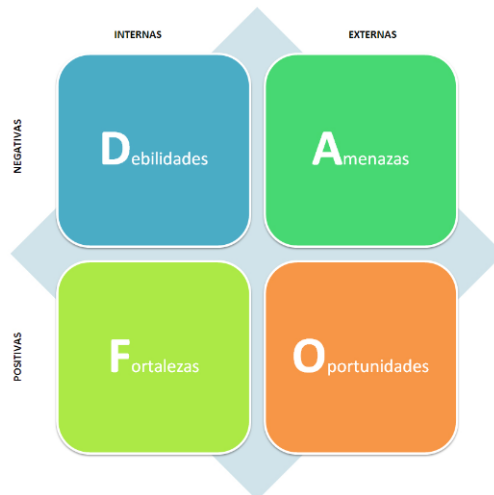 INTERNAS
EXTERNAS
NEGATIVAS
Debilidades
Amenazas
POSITIVAS
Fortalezas
Oportunidades